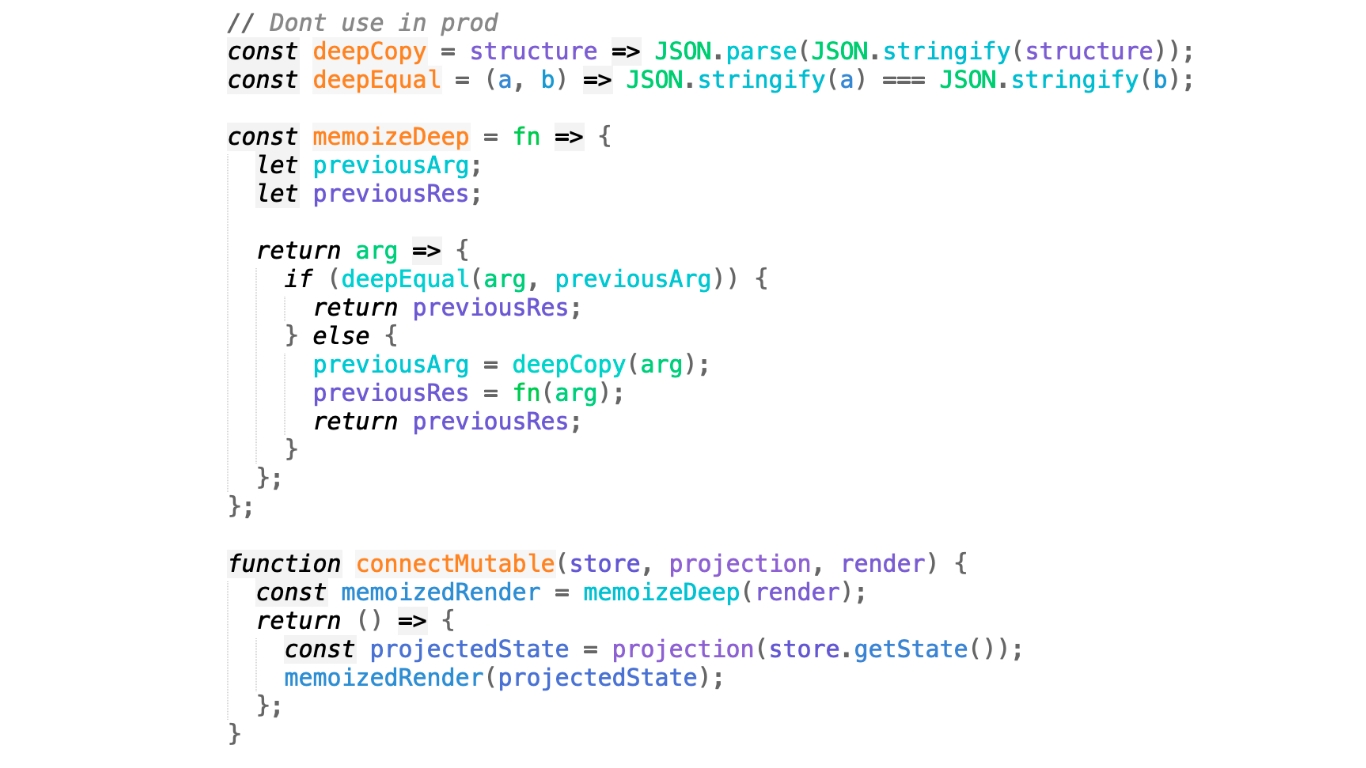 // Dont use in prod
const deepCopy = structure => JSON.parse(JSON.stringify(structure));
const deepEqual = (a, b) => JSON.stringify(a) === JSON.stringify(b);

const memoizeDeep = fn => {
  let previousArg;
  let previousRes;

  return arg => {
    if (deepEqual(arg, previousArg)) {
      return previousRes;
    } else {
      previousArg = deepCopy(arg);
      previousRes = fn(arg);
      return previousRes;
    }
  };
};

function connectMutable(store, projection, render) {
  const memoizedRender = memoizeDeep(render);
  return () => {
    const projectedState = projection(store.getState());
    memoizedRender(projectedState);
  };
}